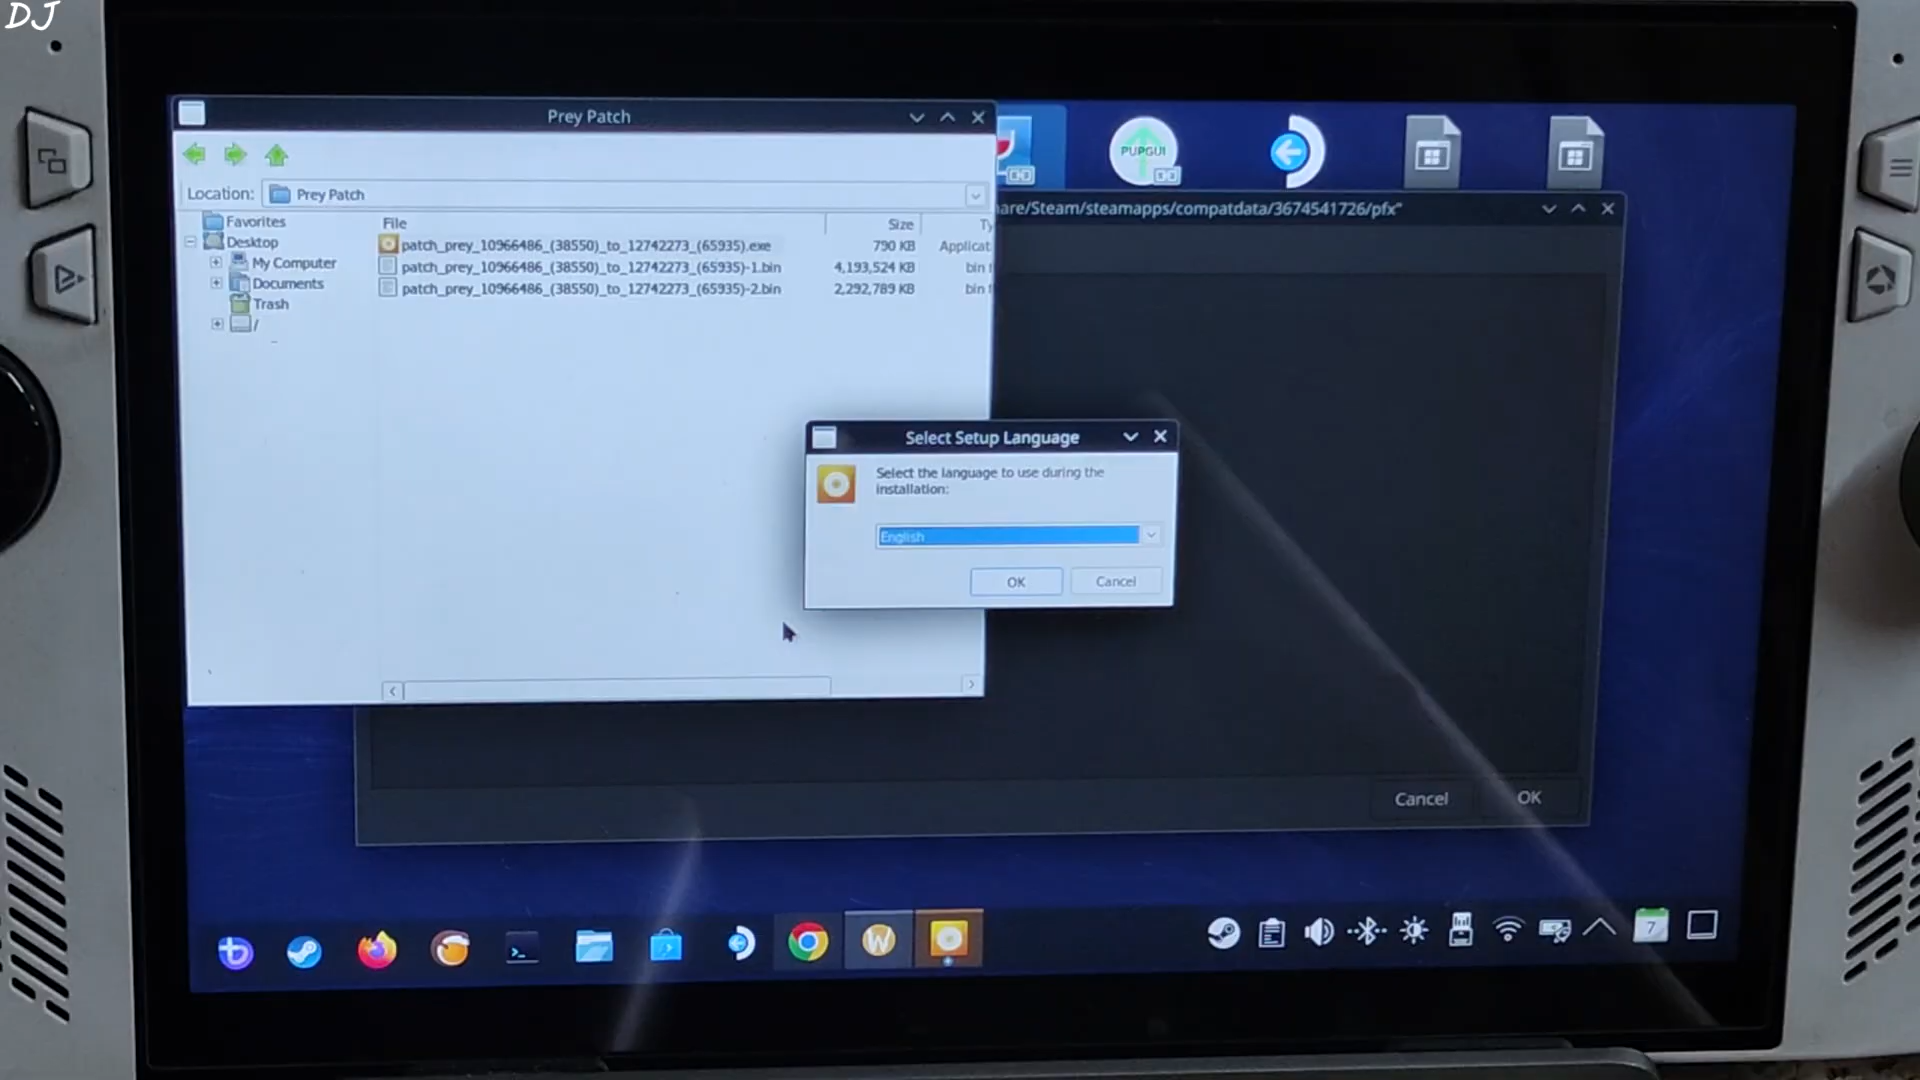 DJ
Prey Patch
PUPGUI
Location: Prey Patch
are/Steam/steamapps/compatdata/3674541726/pfx"
Favorites
Desktop
My Computer
Documents
Trash
/
File Size Ty
patch_prey_10966486_(38550)_to_12742273_(65935).exe 790 KB Applicat
patch_prey_10966486_(38550)_to_12742273_(65935)-1.bin 4,193,524 KB bin f
patch_prey_10966486_(38550)_to_12742273_(65935)-2.bin 2,292,789 KB bin f
Select Setup Language
Select the language to use during the
installation:
English
OK Cancel
Cancel OK
W
7